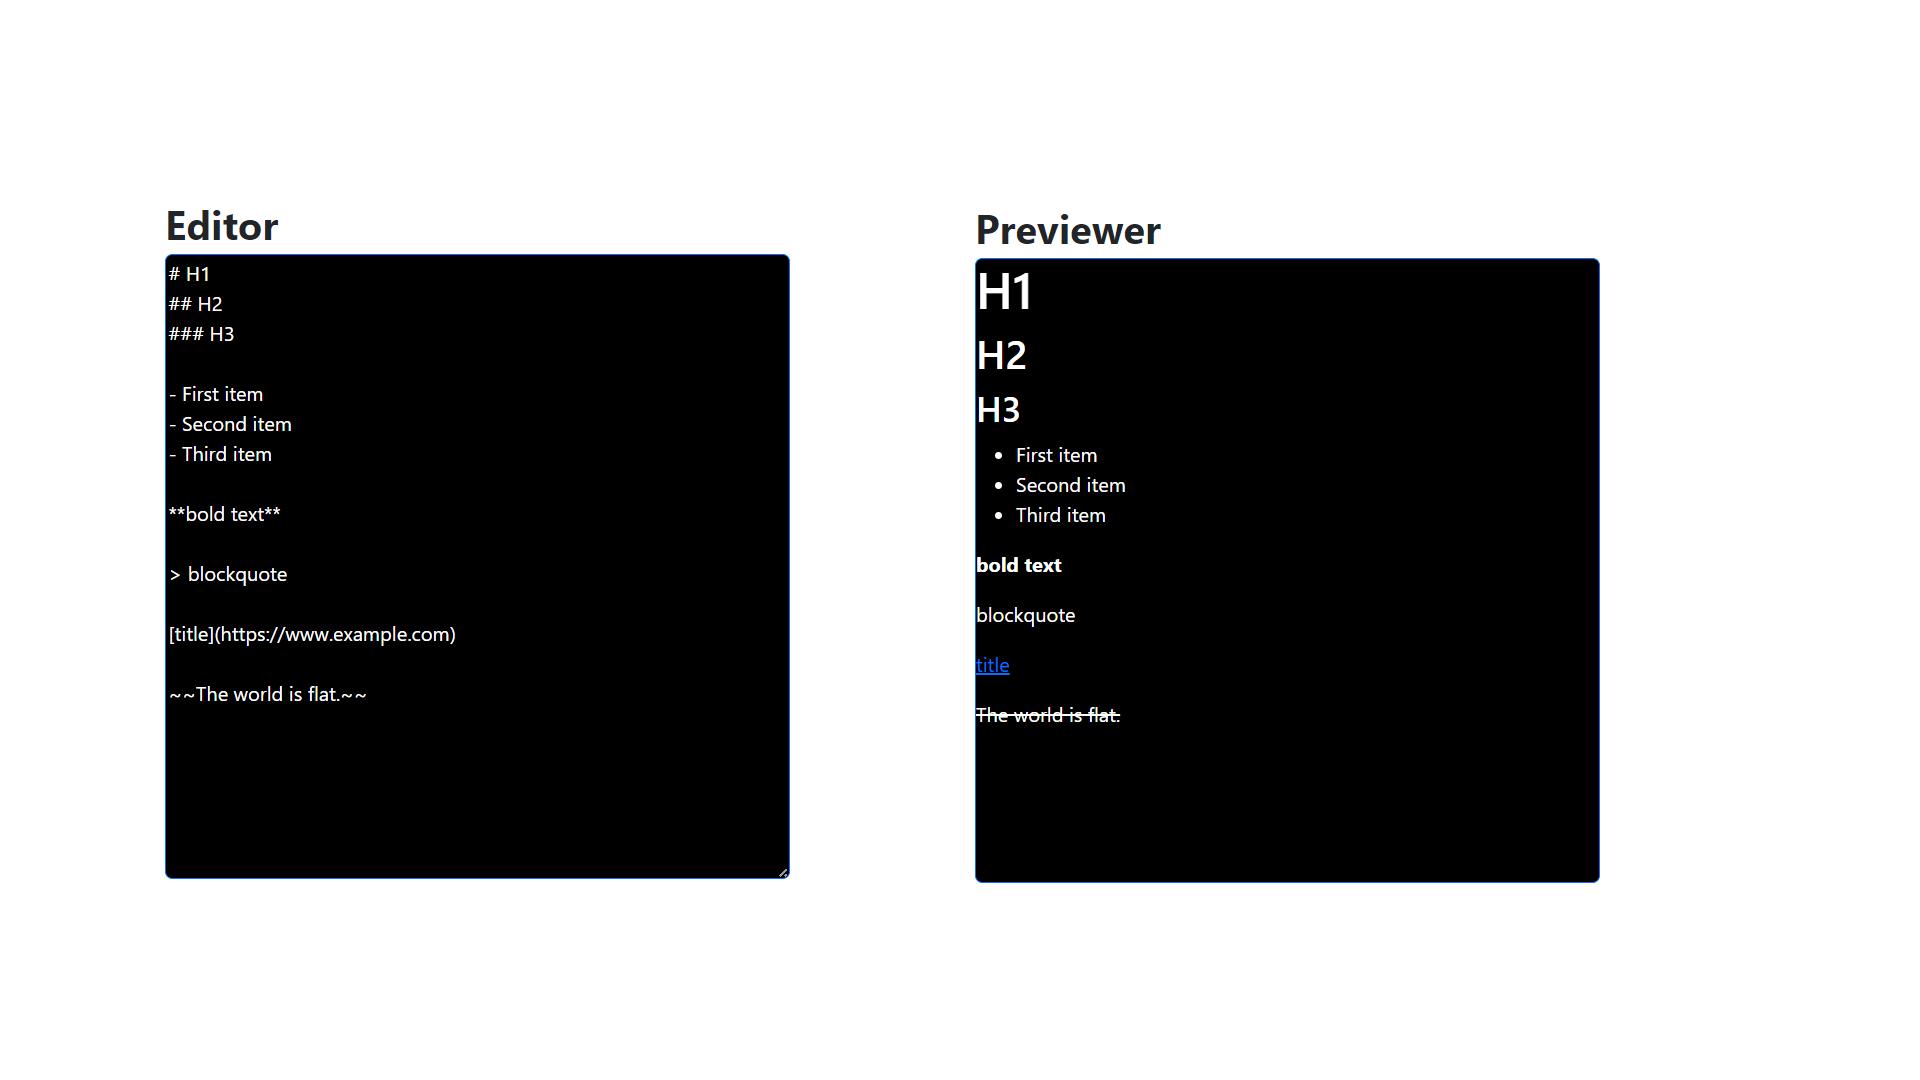 Editor
# H1
## H2
### H3
- First item
- Second item
- Third item
**bold text**
> blockquote
[title](https://www.example.com)
~~The world is flat.~~
Previewer
H1
H2
H3
• First item
• Second item
• Third item
bold text
blockquote
title
The world is flat.